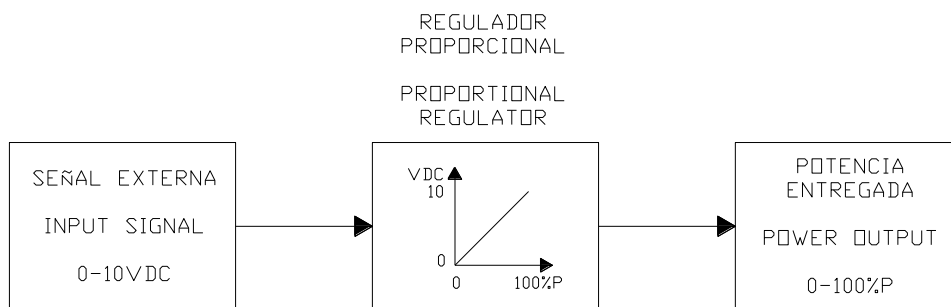 REGULADOR
PROPORCIONAL
PROPORTIONAL
REGULATOR
SEÑAL EXTERNA
INPUT SIGNAL
0-10VDC
VDC
10
0
0
100%P
POTENCIA
ENTREGADA
POWER OUTPUT
0-100%P